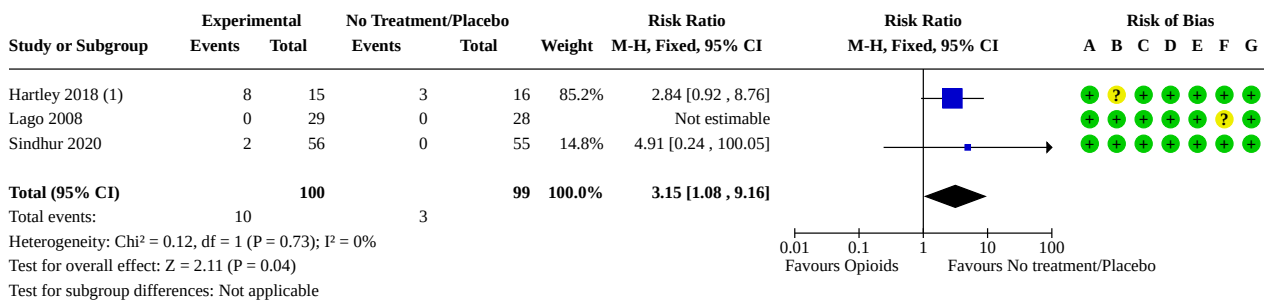 Experimental No Treatment/Placebo Risk Ratio Risk Ratio Risk of Bias
Study or Subgroup Events Total Events Total Weight M-H, Fixed, 95% CI M-H, Fixed, 95% CI A B C D E F G
Hartley 2018 (1) 8 15 3 16 85.2% 2.84 [0.92 , 8.76] + ? + + + + +
Lago 2008 0 29 0 28 Not estimable + + + + + ? +
Sindhur 2020 2 56 0 55 14.8% 4.91 [0.24 , 100.05] + + + + + + +
Total (95% CI) 100 99 100.0% 3.15 [1.08 , 9.16]
Total events: 10 3
Heterogeneity: Chi² = 0.12, df = 1 (P = 0.73); I² = 0%
Test for overall effect: Z = 2.11 (P = 0.04)
Test for subgroup differences: Not applicable
0.01 0.1 1 10 100
Favours Opioids Favours No treatment/Placebo